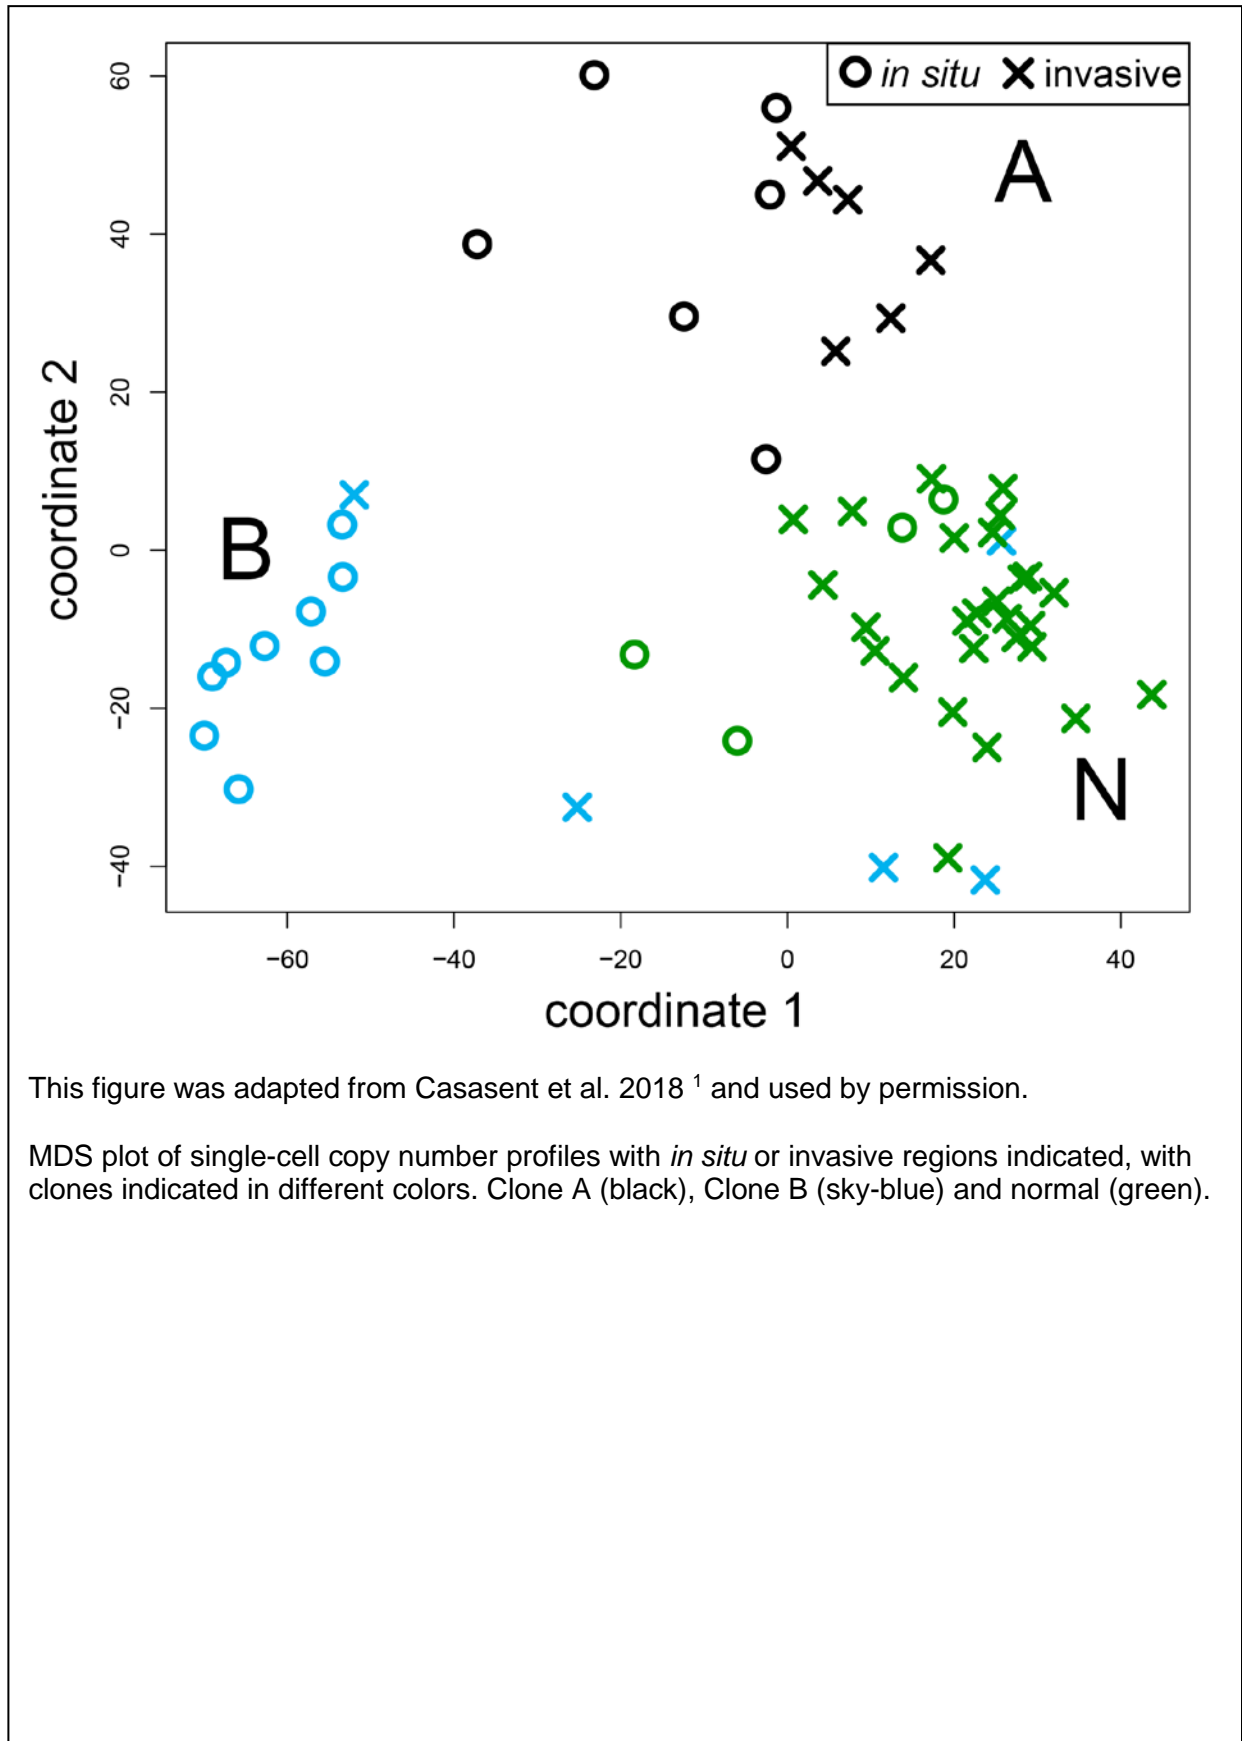 in situ invasive
A
B
N
60
40
20
0
−20
−40
coordinate 2
−60 −40 −20 0 20 40
coordinate 1
This figure was adapted from Casasent et al. 2018 1 and used by permission.
MDS plot of single-cell copy number profiles with in situ or invasive regions indicated, with
clones indicated in different colors. Clone A (black), Clone B (sky-blue) and normal (green).